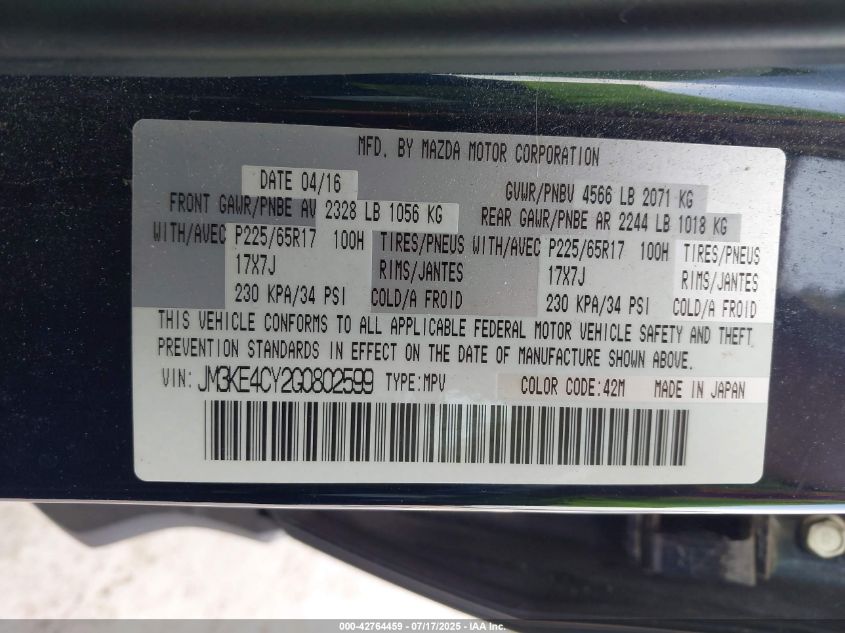 MFD. BY MAZDA MOTOR CORPORATION
DATE 04/16 GVWR/PNBV 4566 LB 2071 KG
FRONT GAWR/PNBE AV 2328 LB 1056 KG REAR GAWR/PNBE AR 2244 LB 1018 KG
WITH/AVEC P225/65R17 100H TIRES/PNEUS WITH/AVEC P225/65R17 100H TIRES/PNEUS
17X7J RIMS/JANTES 17X7J RIMS/JANTES
230 KPA/34 PSI COLD/A FROID 230 KPA/34 PSI COLD/A FROID
THIS VEHICLE CONFORMS TO ALL APPLICABLE FEDERAL MOTOR VEHICLE SAFETY AND THEFT
PREVENTION STANDARDS IN EFFECT ON THE DATE OF MANUFACTURE SHOWN ABOVE.
VIN: JM3KE4CY2G0802599 TYPE:MPV COLOR CODE:42M MADE IN JAPAN
000-42764459 - 07/17/2025 - IAA Inc.